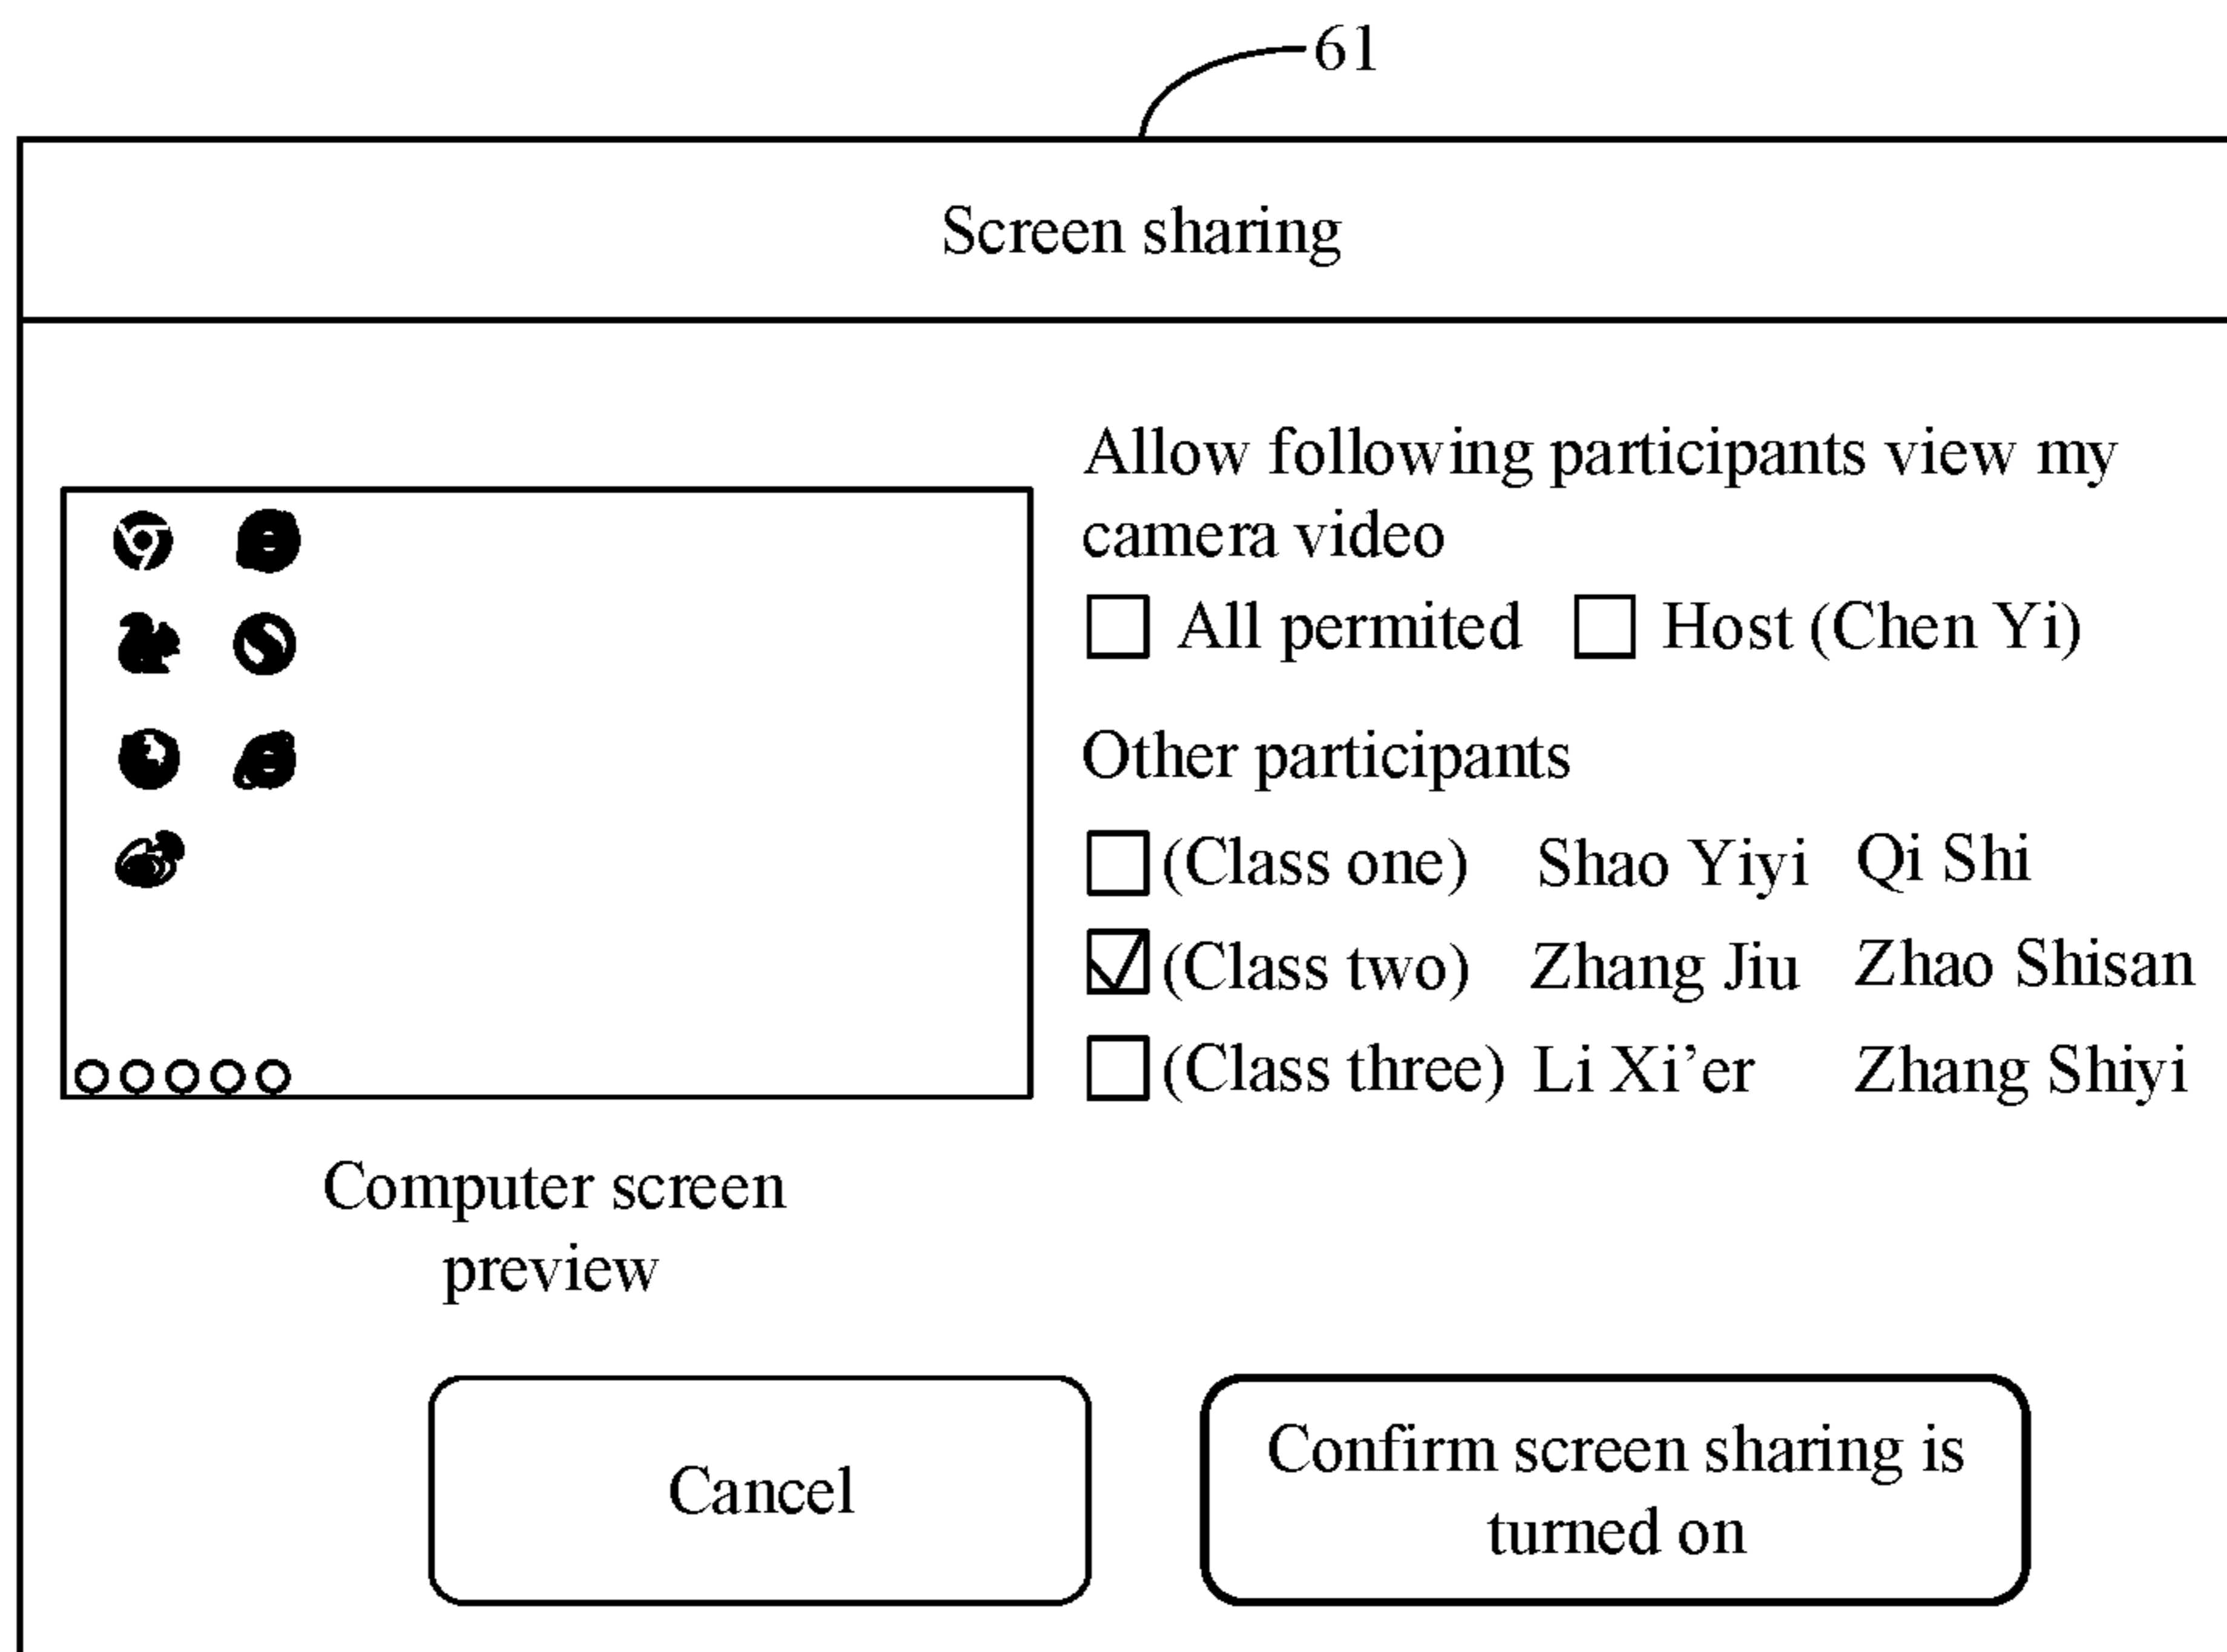 61
Screen sharing
Allow following participants view my
camera video
All permited Host (Chen Yi)
Other participants
(Class one) Shao Yiyi Qi Shi
(Class two) Zhang Jiu Zhao Shisan
(Class three) Li Xi’er Zhang Shiyi
Computer screen
preview
Cancel
Confirm screen sharing is
turned on